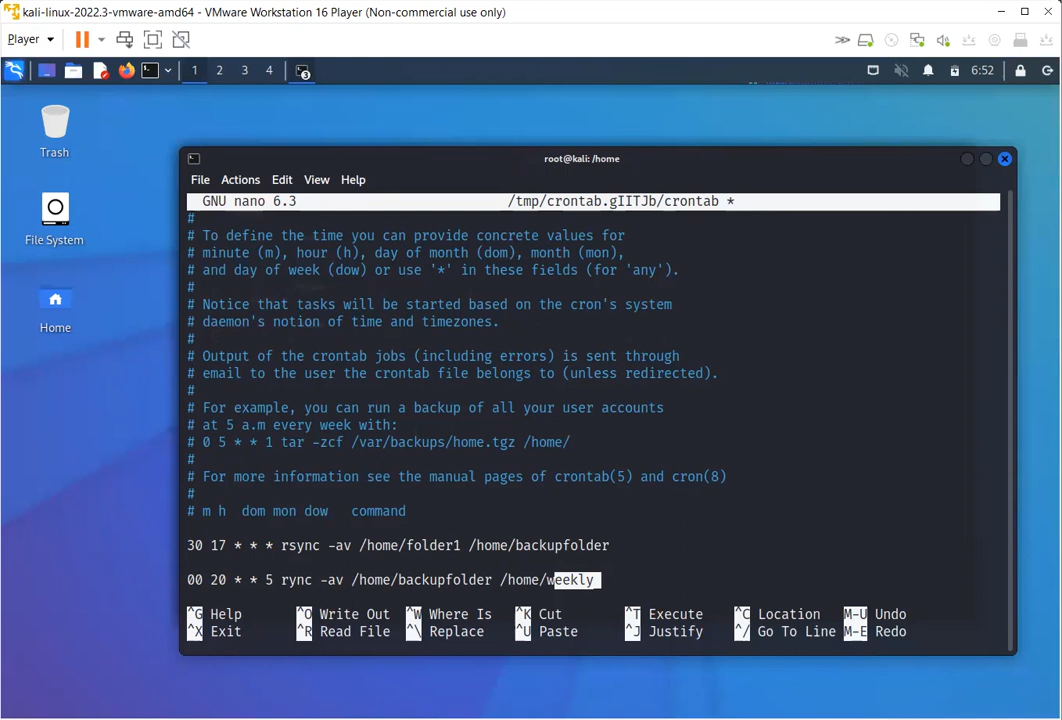 kali-linux-2022.3-vmware-amd64 - VMware Workstation 16 Player (Non-commercial use only)
Player
1 2 3 4 3 6:52
Trash
File System
Home
root@kali: /home
File Actions Edit View Help
GNU nano 6.3 /tmp/crontab.gIITJb/crontab *
#
# To define the time you can provide concrete values for
# minute (m), hour (h), day of month (dom), month (mon),
# and day of week (dow) or use '*' in these fields (for 'any').
#
# Notice that tasks will be started based on the cron's system
# daemon's notion of time and timezones.
#
# Output of the crontab jobs (including errors) is sent through
# email to the user the crontab file belongs to (unless redirected).
#
# For example, you can run a backup of all your user accounts
# at 5 a.m every week with:
# 0 5 * * 1 tar -zcf /var/backups/home.tgz /home/
#
# For more information see the manual pages of crontab(5) and cron(8)
#
# m h dom mon dow command
30 17 * * * rsync -av /home/folder1 /home/backupfolder
00 20 * * 5 rync -av /home/backupfolder /home/weekly
^G Help ^O Write Out ^W Where Is ^K Cut ^T Execute ^C Location M-U Undo
^X Exit ^R Read File ^\ Replace ^U Paste ^J Justify ^/ Go To Line M-E Redo